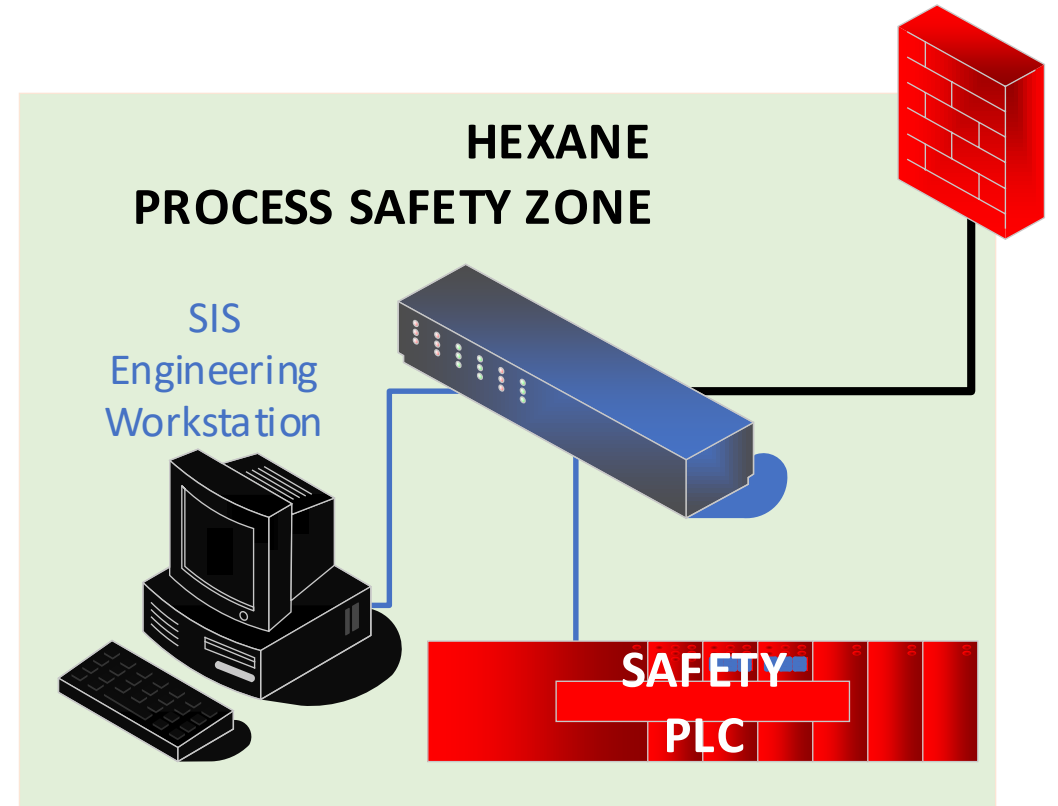 HEXANE
PROCESS SAFETY ZONE
SIS
Engineering
Workstation
SAFETY
PLC